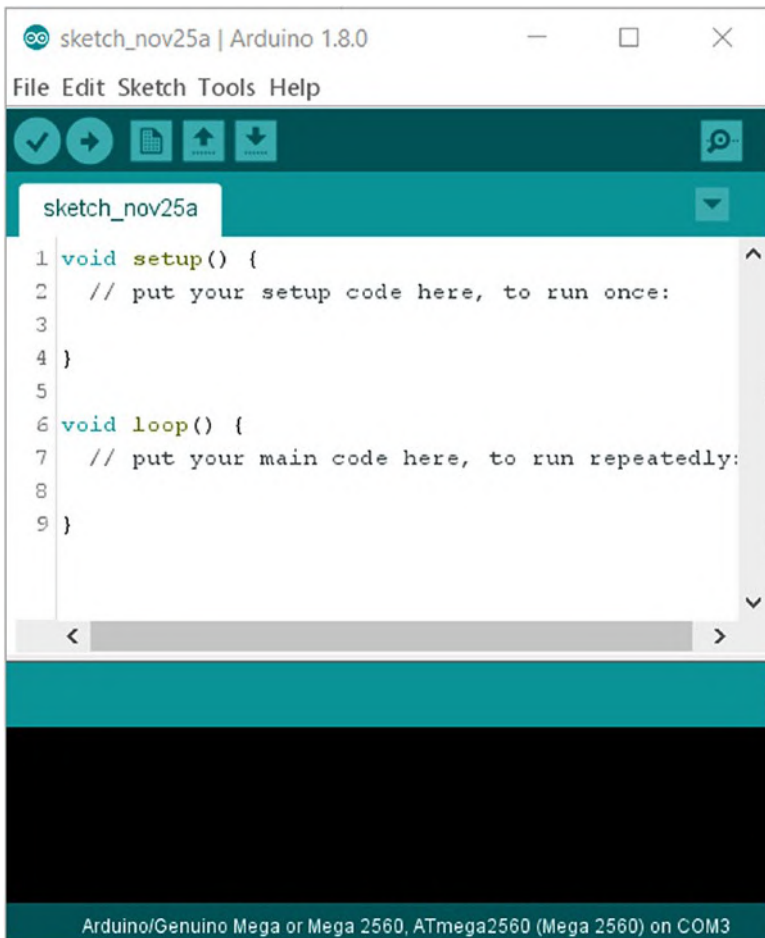 sketch_nov25a | Arduino 1.8.0
File Edit Sketch Tools Help
sketch_nov25a
1 void setup() {
2   // put your setup code here, to run once:
3
4 }
5
6 void loop() {
7   // put your main code here, to run repeatedly:
8
9 }
Arduino/Genuino Mega or Mega 2560, ATmega2560 (Mega 2560) on COM3